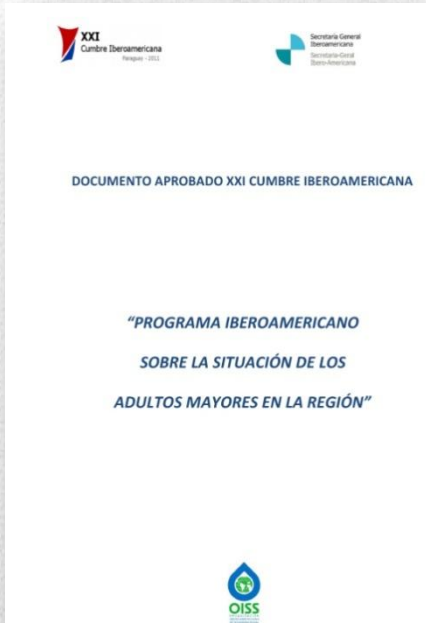 XXI
Cumbre Iberoamericana
Paraguay - 2011
Secretaría General
Iberoamericana
Secretaria-Geral
Ibero-Americana
DOCUMENTO APROBADO XXI CUMBRE IBEROAMERICANA
“PROGRAMA IBEROAMERICANO
SOBRE LA SITUACIÓN DE LOS
ADULTOS MAYORES EN LA REGIÓN”
OISS